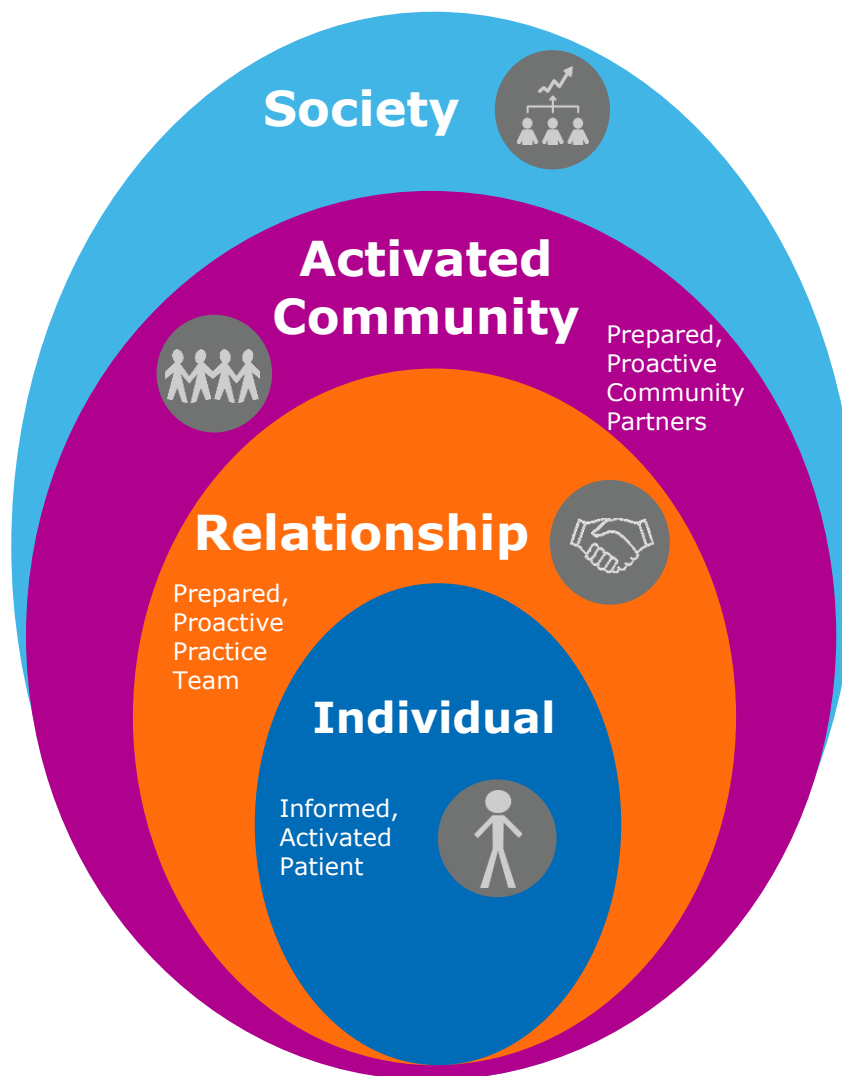 Society
Activated
Community
Prepared,
Proactive
Community
Partners
Relationship
Prepared,
Proactive
Practice
Team
Individual
Informed,
Activated
Patient